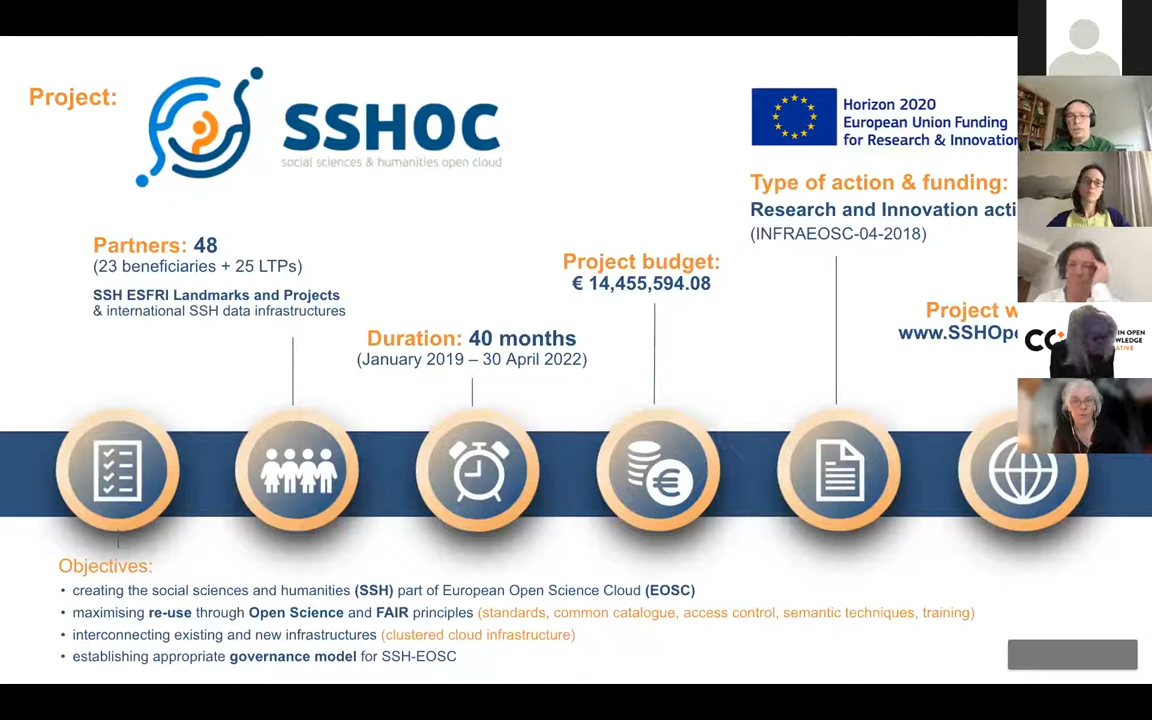 Project:
SSHOC
social sciences & humanities open cloud
Horizon 2020
European Union Funding
for Research & Innovation
Type of action & funding:
Research and Innovation acti
(INFRAEOSC-04-2018)
Partners: 48
(23 beneficiaries + 25 LTPs)
SSH ESFRI Landmarks and Projects
& international SSH data infrastructures
Project budget:
€ 14,455,594.08
Duration: 40 months
(January 2019 – 30 April 2022)
Project w
www.SSHOpe
IN OPEN
WLEDGE
IATIVE
Objectives:
• creating the social sciences and humanities (SSH) part of European Open Science Cloud (EOSC)
• maximising re-use through Open Science and FAIR principles (standards, common catalogue, access control, semantic techniques, training)
• interconnecting existing and new infrastructures (clustered cloud infrastructure)
• establishing appropriate governance model for SSH-EOSC